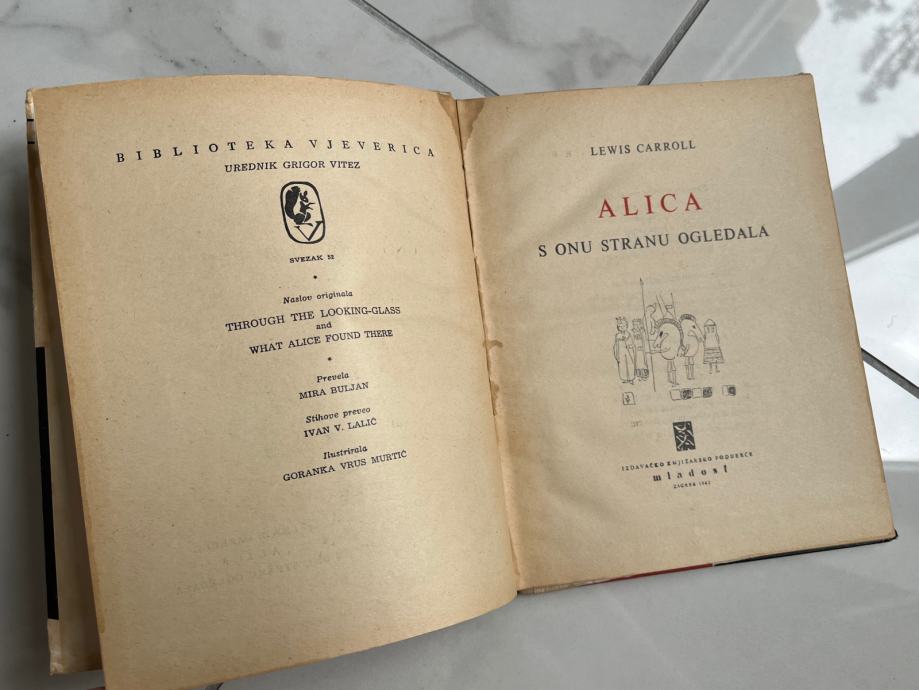 BIBLIOTEKA VJEVERICA
UREDNIK GRIGOR VITEZ
V
SVEZAK 52
*
Naslov originala
THROUGH THE LOOKING-GLASS
and
WHAT ALICE FOUND THERE
*
Prevela
MIRA BULJAN
Stihove preveo
IVAN V. LALIĆ
Ilustrirala
GORANKA VRUS MURTIĆ
LEWIS CARROLL
ALICA
S ONU STRANU OGLEDALA
IZDAVAČKO KNJIŽARSKO PODUZEĆE
mladost
ZAGREB